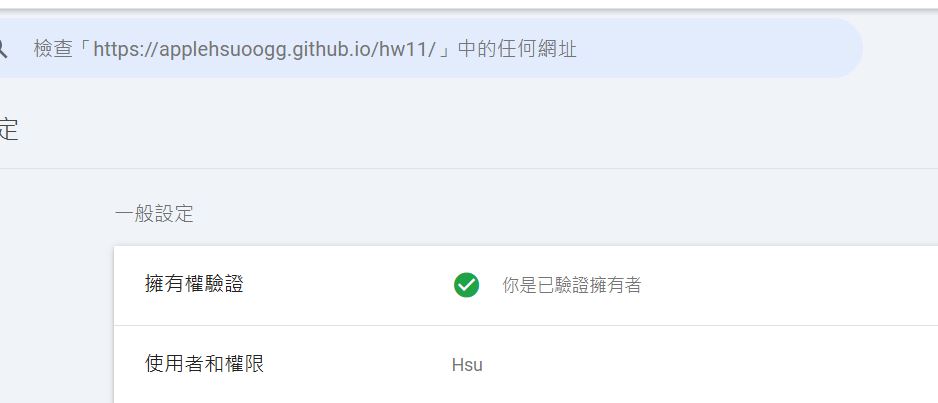 檢查「https://applehsuoogg.github.io/hw11/」中的任何網址
定
一般設定
擁有權驗證 你是已驗證擁有者
使用者和權限 Hsu